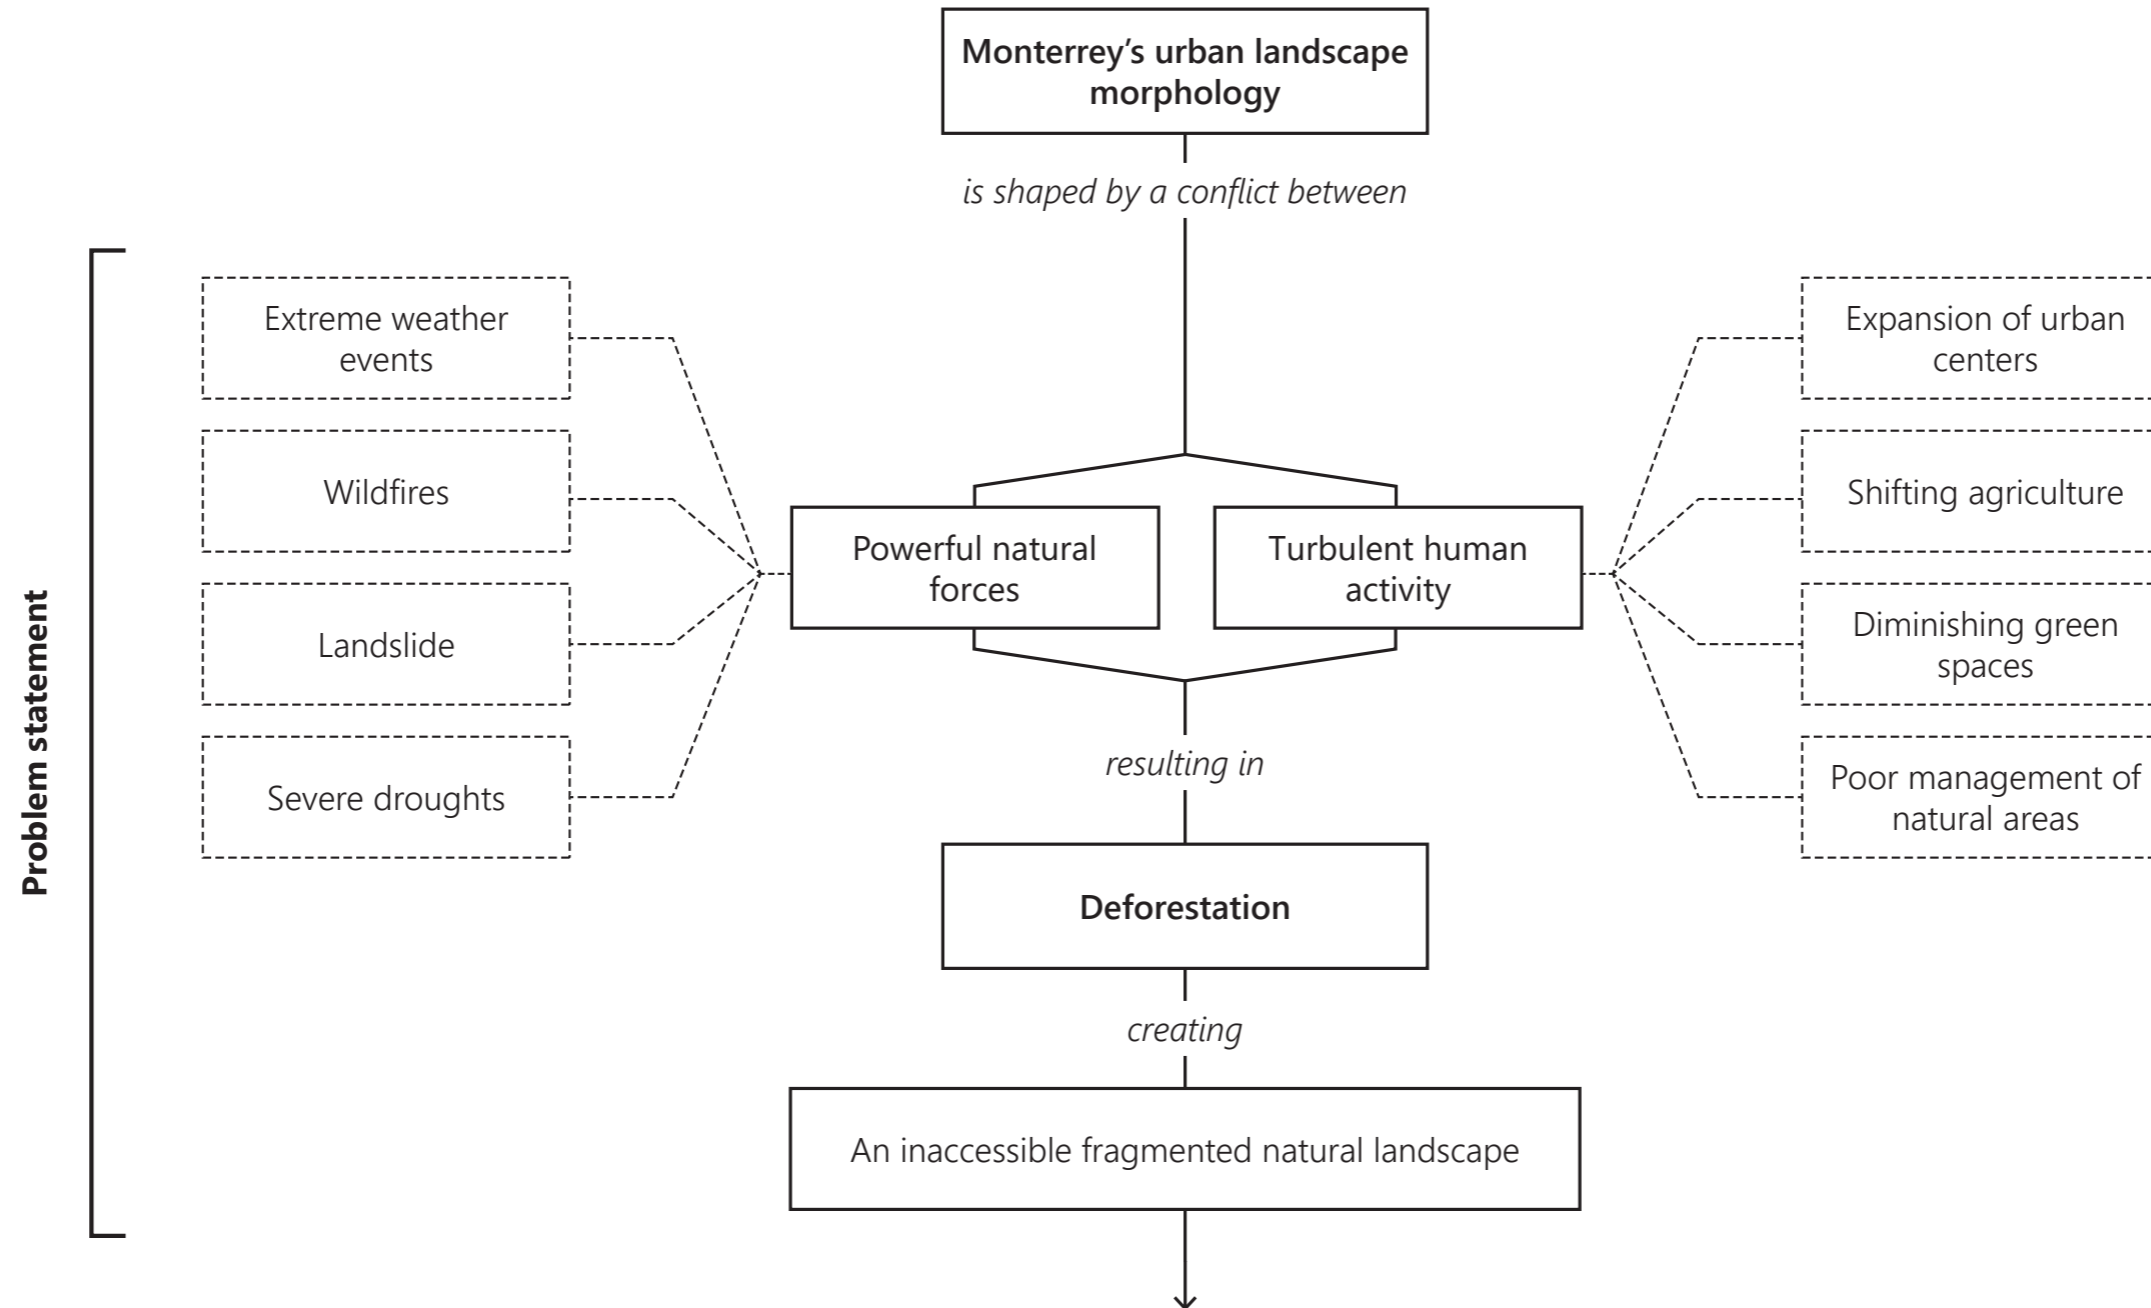 Monterrey’s urban landscape
morphology
is shaped by a conflict between
Problem statement
Extreme weather
events
Wildfires
Landslide
Severe droughts
Powerful natural
forces
Turbulent human
activity
Expansion of urban
centers
Shifting agriculture
Diminishing green
spaces
Poor management of
natural areas
resulting in
Deforestation
creating
An inaccessible fragmented natural landscape